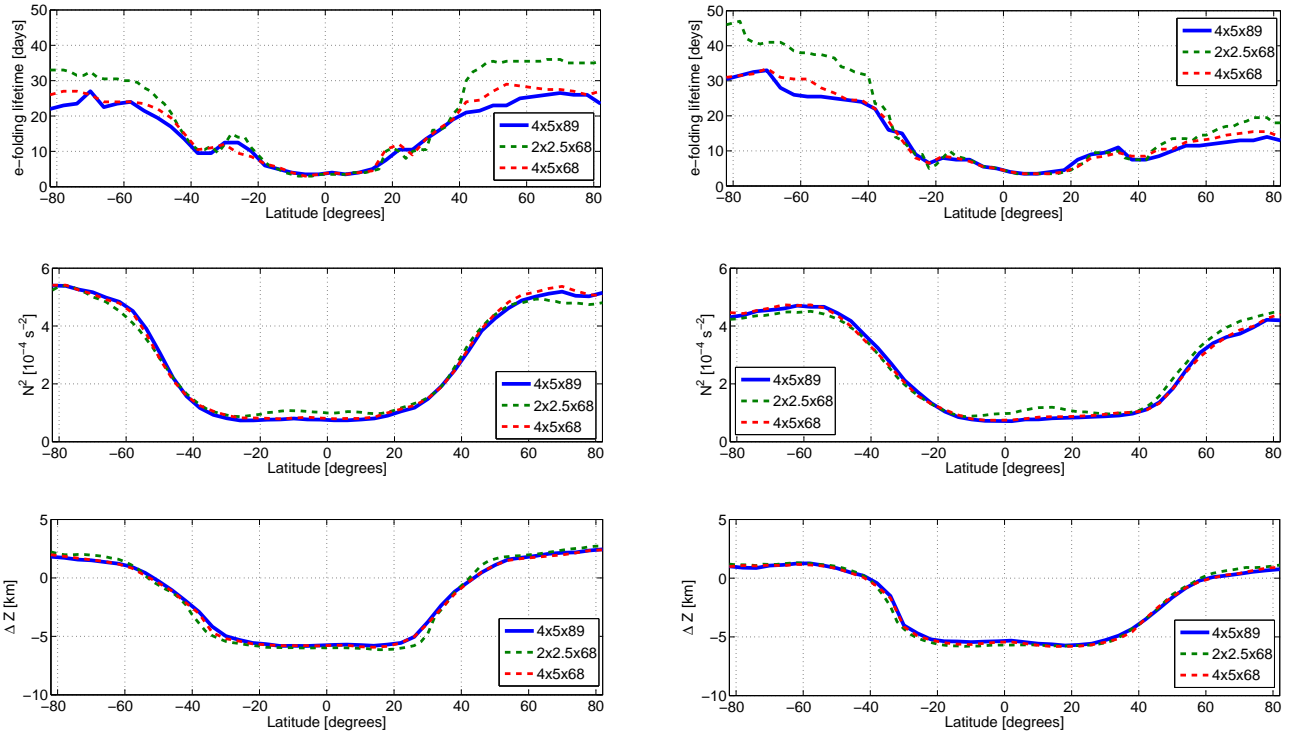 50
40
30
20
10
0
e-folding lifetime [days]
−80 −60 −40 −20 0 20 40 60 80
Latitude [degrees]
4x5x89
2x2.5x68
4x5x68
50
40
30
20
10
0
e-folding lifetime [deys]
−80 −60 −40 −20 0 20 40 60 80
Latitude [degrees]
4x5x89
2x2.5x68
4x5x68
6
4
2
0
N² [10⁻⁴ s⁻²]
−80 −60 −40 −20 0 20 40 60 80
Latitude [degrees]
4x5x89
2x2.5x68
4x5x68
6
4
2
0
N² [10⁻⁴ s⁻²]
−80 −60 −40 −20 0 20 40 60 80
Latitude [degrees]
4x5x89
2x2.5x68
4x5x68
5
0
−5
−10
Δ Z [km]
−80 −60 −40 −20 0 20 40 60 80
Latitude [degrees]
4x5x89
2x2.5x68
4x5x68
5
0
−5
−10
Δ Z [km]
−80 −60 −40 −20 0 20 40 60 80
Latitude [degrees]
4x5x89
2x2.5x68
4x5x68